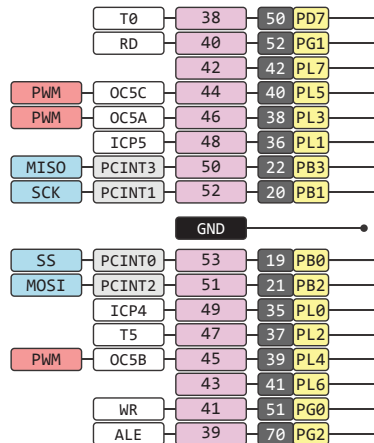 T0 38 50 PD7
RD 40 52 PG1
42 42 PL7
PWM OC5C 44 40 PL5
PWM OC5A 46 38 PL3
ICP5 48 36 PL1
MISO PCINT3 50 22 PB3
SCK PCINT1 52 20 PB1
GND
SS PCINT0 53 19 PB0
MOSI PCINT2 51 21 PB2
ICP4 49 35 PL0
T5 47 37 PL2
PWM OC5B 45 39 PL4
43 41 PL6
WR 41 51 PG0
ALE 39 70 PG2